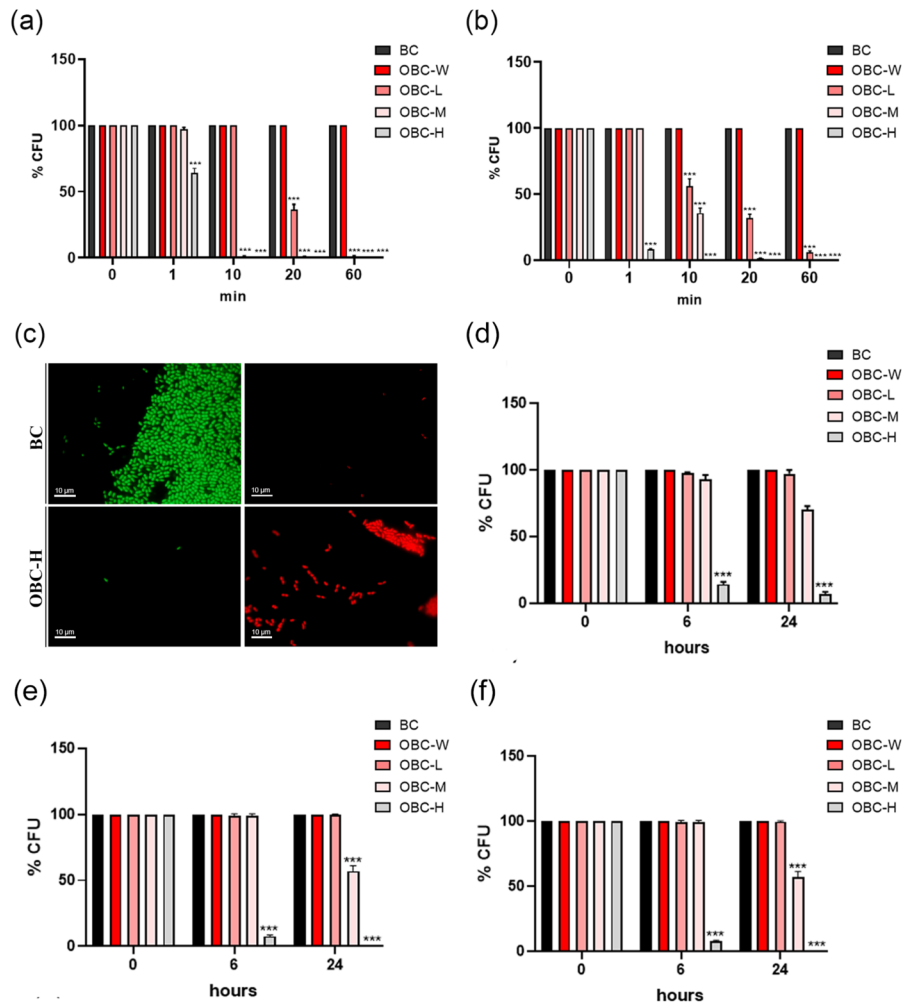 (a)
150
100
50
0
% CFU
0 1 10 20 60
min
*** *** *** *** *** *** *** *** ***
BC
OBC-W
OBC-L
OBC-M
OBC-H
(b)
150
100
50
0
% CFU
0 1 10 20 60
min
*** *** *** *** *** *** *** *** *** ***
BC
OBC-W
OBC-L
OBC-M
OBC-H
(c)
BC
10 µm
10 µm
OBC-H
10 µm
10 µm
(d)
150
100
50
0
% CFU
0 6 24
hours
*** ***
BC
OBC-W
OBC-L
OBC-M
OBC-H
(e)
150
100
50
0
% CFU
0 6 24
hours
*** *** ***
BC
OBC-W
OBC-L
OBC-M
OBC-H
(f)
150
100
50
0
% CFU
0 6 24
hours
*** *** ***
BC
OBC-W
OBC-L
OBC-M
OBC-H